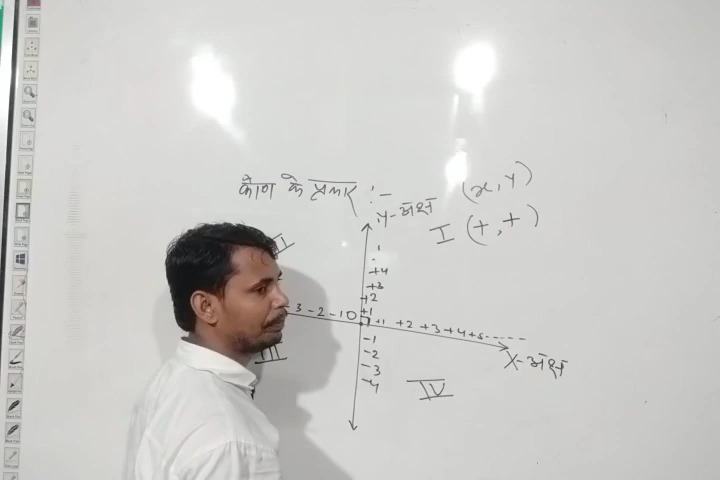 कोण के प्रकार :-
(x, y)
y-अक्ष
I (+, +)
II
+4
+3
+2
+1
3 -2 -1 0 +1 +2 +3 +4 +5 -----
X-अक्ष
-1
-2
-3
-4
III
IV